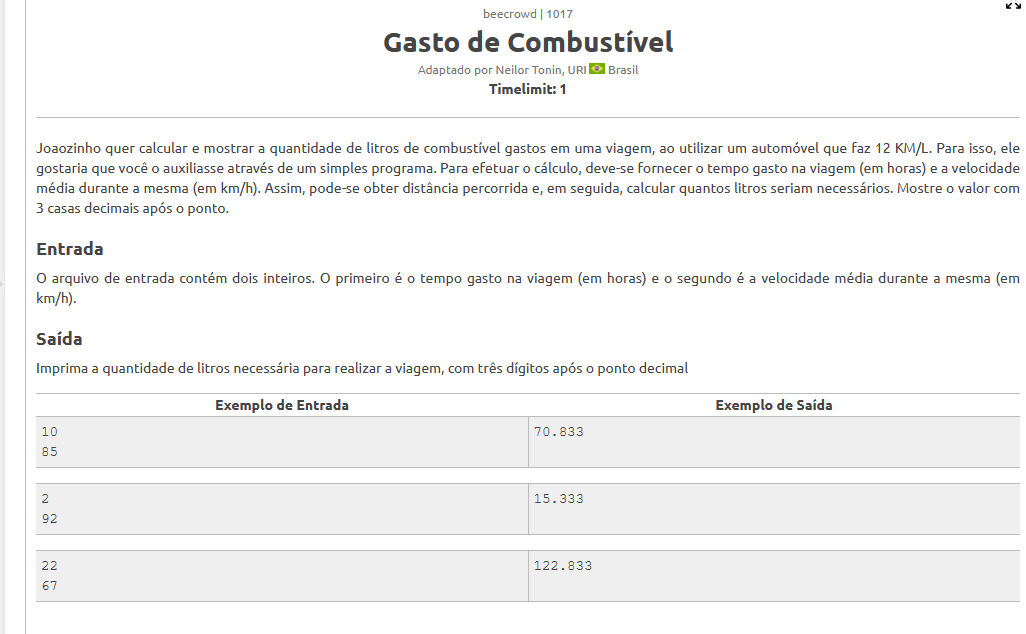 beecrowd | 1017
Gasto de Combustível
Adaptado por Neilor Tonin, URI Brasil
Timelimit: 1
Joaozinho quer calcular e mostrar a quantidade de litros de combustível gastos em uma viagem, ao utilizar um automóvel que faz 12 KM/L. Para isso, ele
gostaria que você o auxiliasse através de um simples programa. Para efetuar o cálculo, deve-se fornecer o tempo gasto na viagem (em horas) e a velocidade
média durante a mesma (em km/h). Assim, pode-se obter distância percorrida e, em seguida, calcular quantos litros seriam necessários. Mostre o valor com
3 casas decimais após o ponto.
Entrada
O arquivo de entrada contém dois inteiros. O primeiro é o tempo gasto na viagem (em horas) e o segundo é a velocidade média durante a mesma (em
km/h).
Saída
Imprima a quantidade de litros necessária para realizar a viagem, com três dígitos após o ponto decimal
Exemplo de Entrada Exemplo de Saída
10 70.833
85
2 15.333
92
22 122.833
67